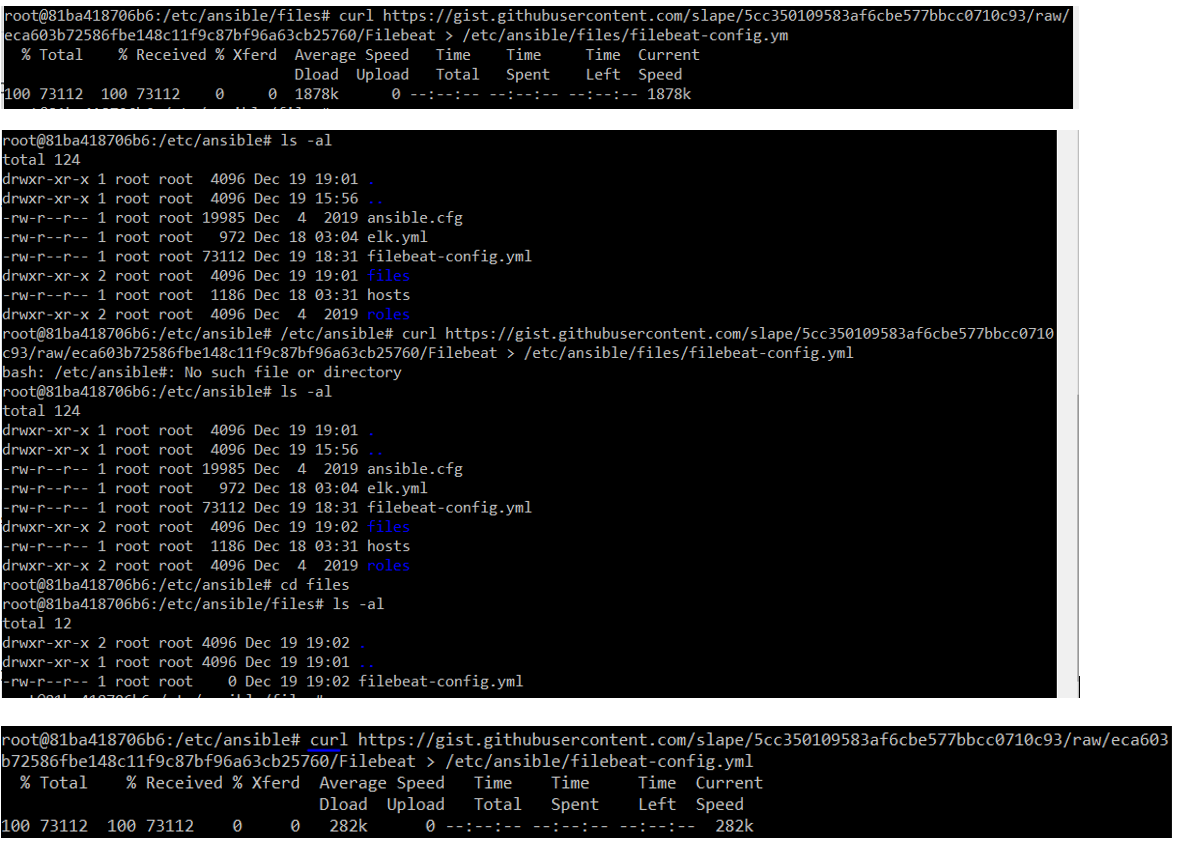 root@81ba418706b6:/etc/ansible/files# curl https://gist.githubusercontent.com/slape/5cc350109583af6cbe577bbcc0710c93/raw/
eca603b72586fbe148c11f9c87bf96a63cb25760/Filebeat > /etc/ansible/files/filebeat-config.ym
% Total % Received % Xferd Average Speed Time Time Time Current
Dload Upload Total Spent Left Speed
100 73112 100 73112 0 0 1878k 0 --:--:-- --:--:-- --:--:-- 1878k
root@81ba418706b6:/etc/ansible# ls -al
total 124
drwxr-xr-x 1 root root 4096 Dec 19 19:01 .
drwxr-xr-x 1 root root 4096 Dec 19 15:56 ..
-rw-r--r-- 1 root root 19985 Dec 4 2019 ansible.cfg
-rw-r--r-- 1 root root 972 Dec 18 03:04 elk.yml
-rw-r--r-- 1 root root 73112 Dec 19 18:31 filebeat-config.yml
drwxr-xr-x 2 root root 4096 Dec 19 19:01 files
-rw-r--r-- 1 root root 1186 Dec 18 03:31 hosts
drwxr-xr-x 2 root root 4096 Dec 4 2019 roles
root@81ba418706b6:/etc/ansible# /etc/ansible# curl https://gist.githubusercontent.com/slape/5cc350109583af6cbe577bbcc0710
c93/raw/eca603b72586fbe148c11f9c87bf96a63cb25760/Filebeat > /etc/ansible/files/filebeat-config.yml
bash: /etc/ansible#: No such file or directory
root@81ba418706b6:/etc/ansible# ls -al
total 124
drwxr-xr-x 1 root root 4096 Dec 19 19:01 .
drwxr-xr-x 1 root root 4096 Dec 19 15:56 ..
-rw-r--r-- 1 root root 19985 Dec 4 2019 ansible.cfg
-rw-r--r-- 1 root root 972 Dec 18 03:04 elk.yml
-rw-r--r-- 1 root root 73112 Dec 19 18:31 filebeat-config.yml
drwxr-xr-x 2 root root 4096 Dec 19 19:02 files
-rw-r--r-- 1 root root 1186 Dec 18 03:31 hosts
drwxr-xr-x 2 root root 4096 Dec 4 2019 roles
root@81ba418706b6:/etc/ansible# cd files
root@81ba418706b6:/etc/ansible/files# ls -al
total 12
drwxr-xr-x 2 root root 4096 Dec 19 19:02 .
drwxr-xr-x 1 root root 4096 Dec 19 19:01 ..
-rw-r--r-- 1 root root 0 Dec 19 19:02 filebeat-config.yml
root@81ba418706b6:/etc/ansible# curl https://gist.githubusercontent.com/slape/5cc350109583af6cbe577bbcc0710c93/raw/eca603
b72586fbe148c11f9c87bf96a63cb25760/Filebeat > /etc/ansible/filebeat-config.yml
% Total % Received % Xferd Average Speed Time Time Time Current
Dload Upload Total Spent Left Speed
100 73112 100 73112 0 0 282k 0 --:--:-- --:--:-- --:--:-- 282k